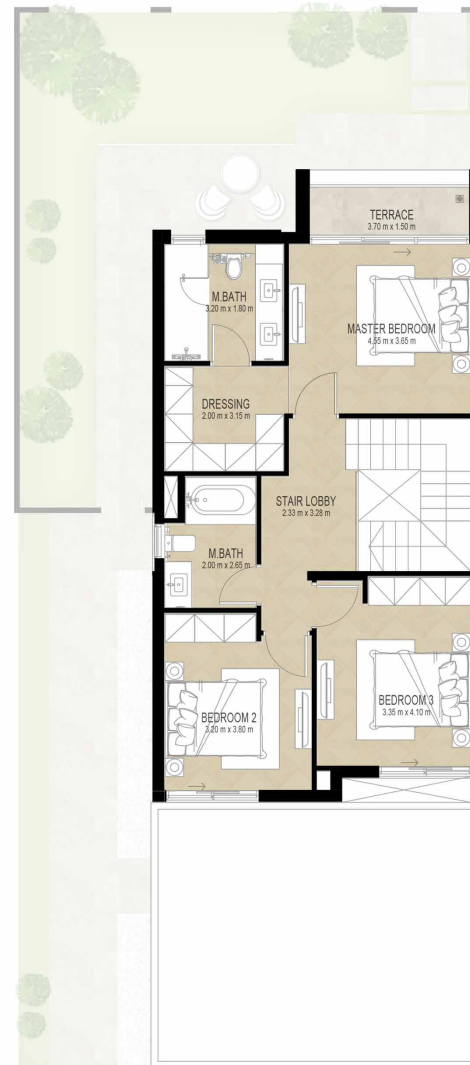 TERRACE
3.70 m x 1.50 m
M.BATH
3.20 m x 1.80 m
MASTER BEDROOM
4.55 m x 3.65 m
DRESSING
2.00 m x 3.15 m
STAIR LOBBY
2.33 m x 3.28 m
M.BATH
2.00 m x 2.65 m
BEDROOM 3
3.35 m x 4.10 m
BEDROOM 2
3.20 m x 3.80 m